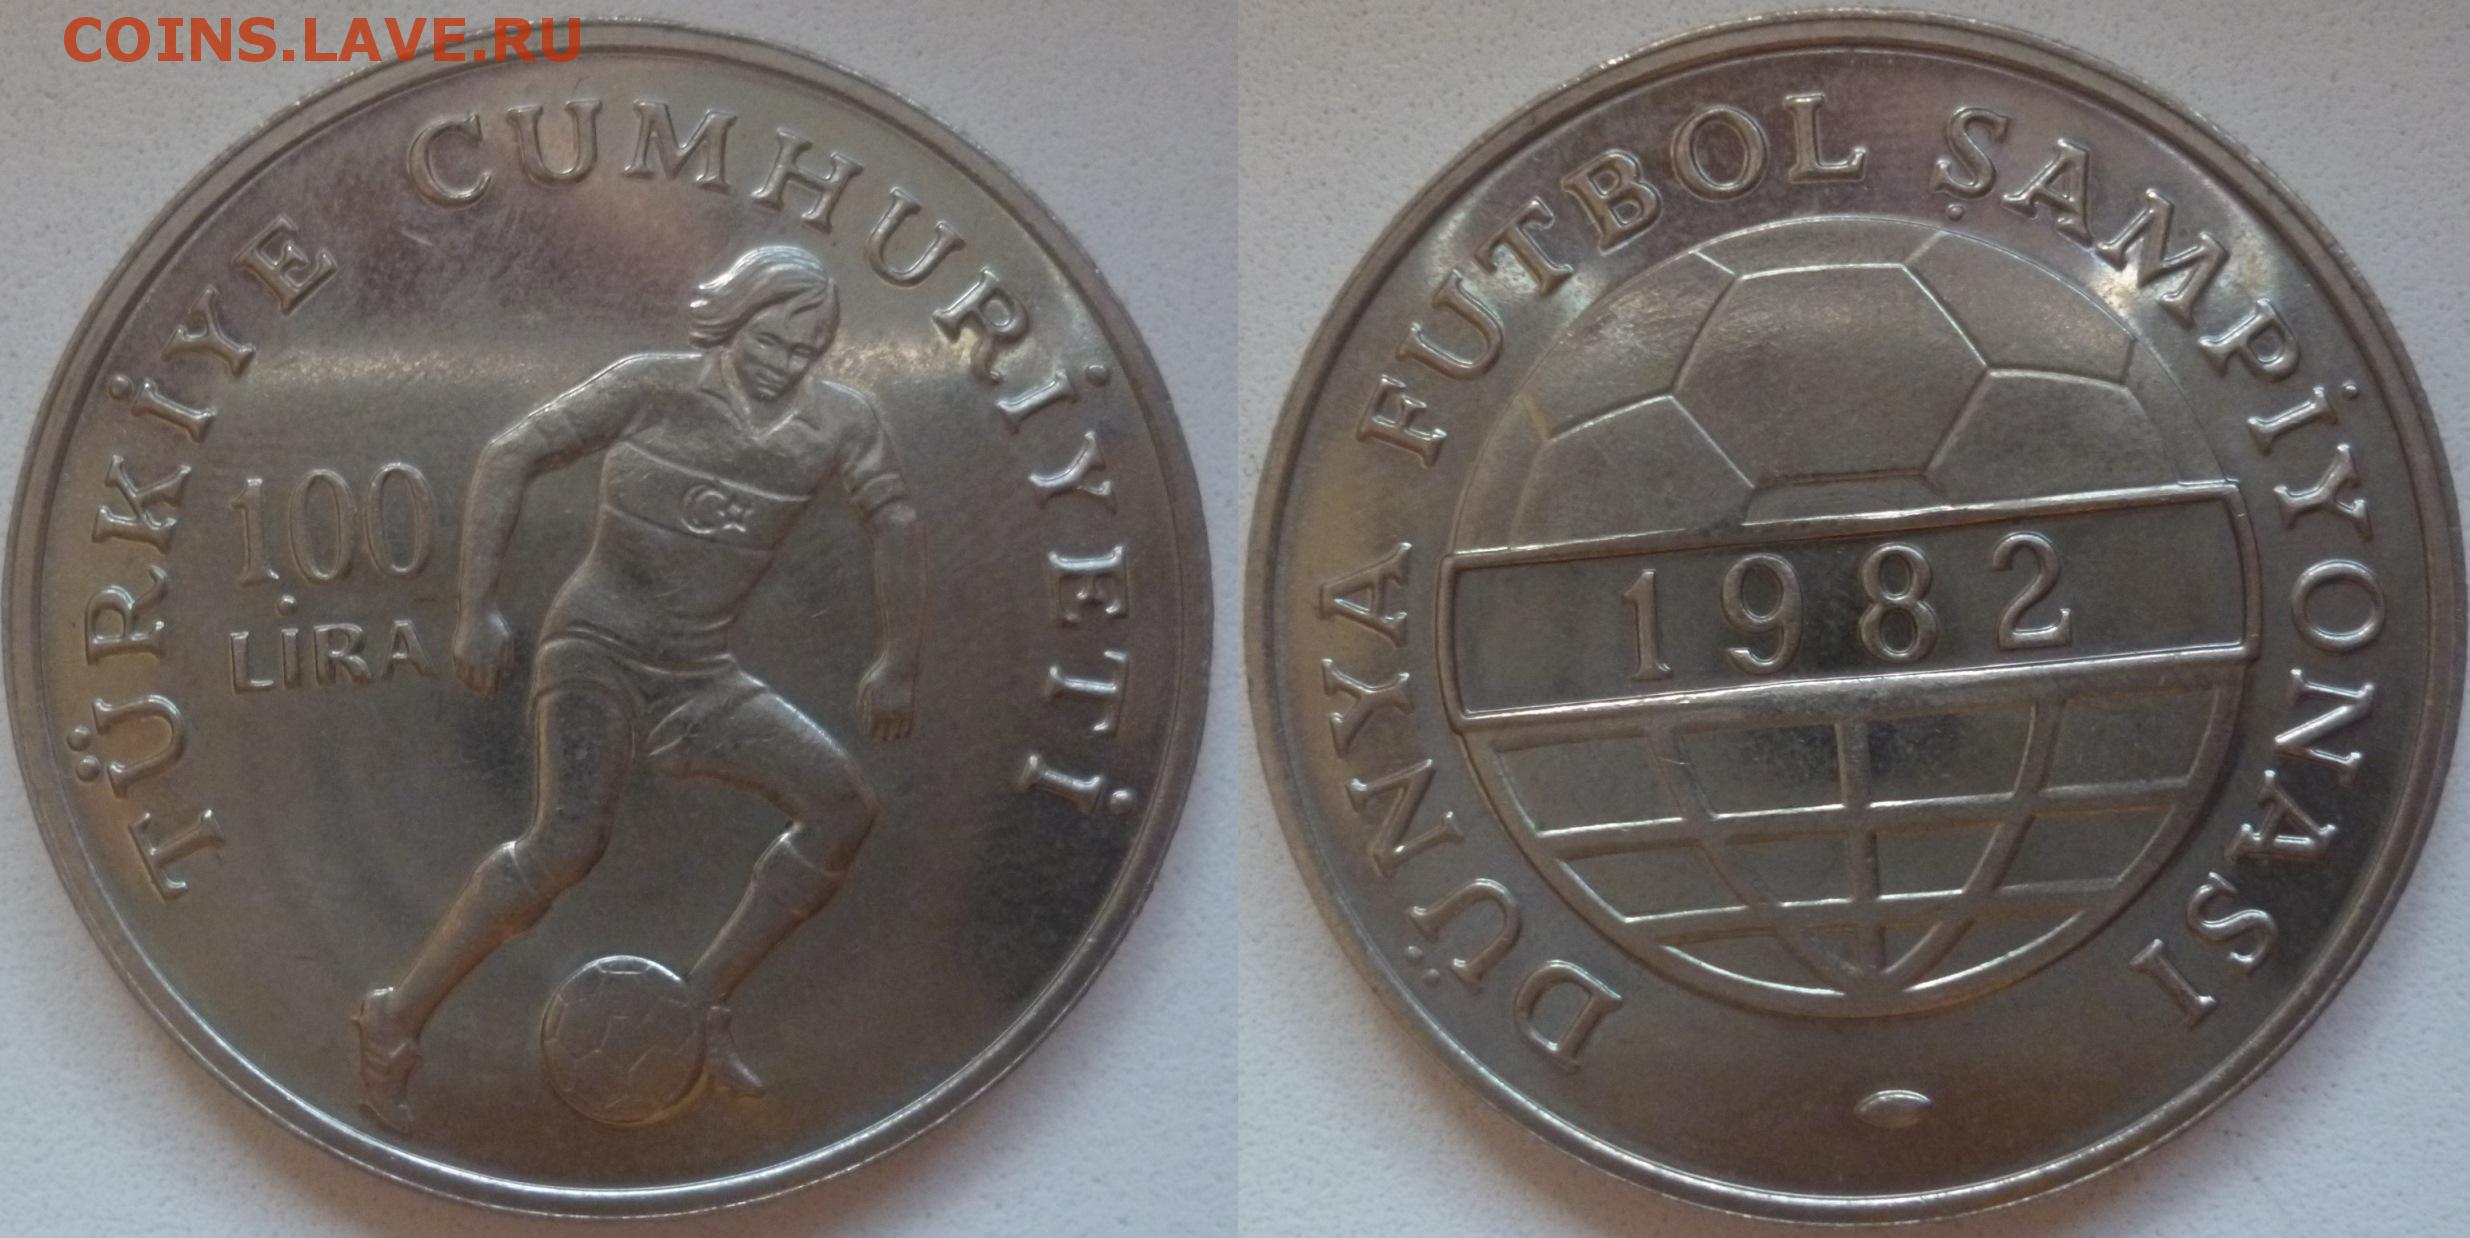 COINS.LAVE.RU
TÜRKİYE CUMHURİYETİ
100
LİRA
DÜNYA FUTBOL ŞAMPİYONASI
1982